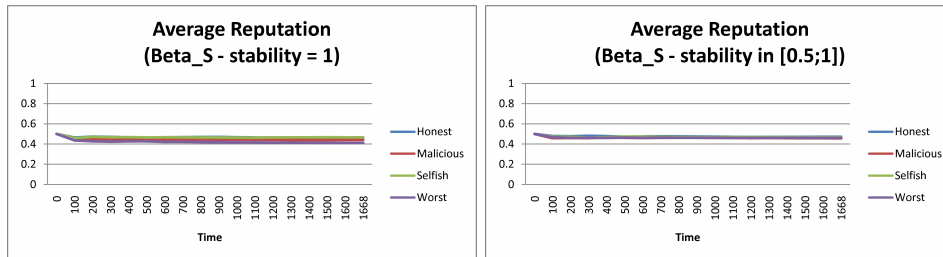 Average Reputation
(Beta_S - stability = 1)
1
0.8
0.6
0.4
0.2
0
0 100 200 300 400 500 600 700 800 900 1000 1100 1200 1300 1400 1500 1600 1668
Time
Honest
Malicious
Selfish
Worst
Average Reputation
(Beta_S - stability in [0.5;1])
1
0.8
0.6
0.4
0.2
0
0 100 200 300 400 500 600 700 800 900 1000 1100 1200 1300 1400 1500 1600 1668
Time
Honest
Malicious
Selfish
Worst